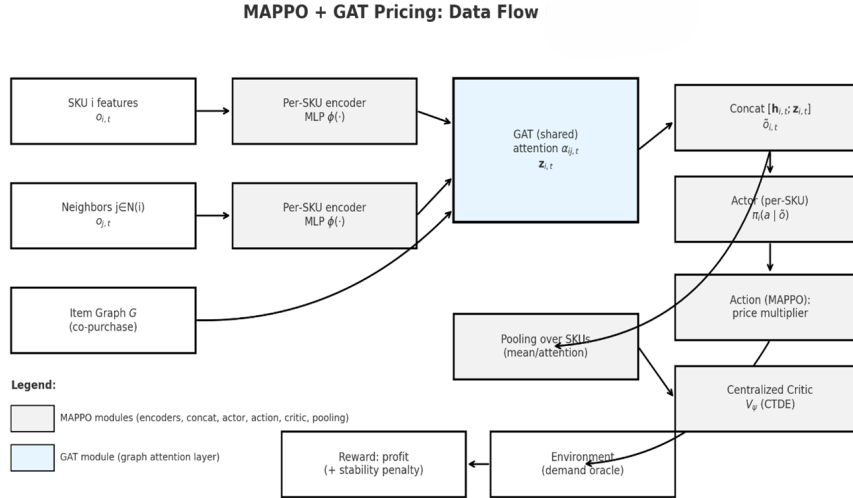 MAPPO + GAT Pricing: Data Flow
SKU i features
o_{i,t}
Per-SKU encoder
MLP ϕ(·)
GAT (shared)
attention α_{ij,t}
z_{i,t}
Concat [h_{i,t}; z_{i,t}]
õ_{i,t}
Neighbors j∈N(i)
o_{j,t}
Per-SKU encoder
MLP ϕ(·)
Actor (per-SKU)
π_i(a | õ)
Item Graph G
(co-purchase)
Action (MAPPO):
price multiplier
Pooling over SKUs
(mean/attention)
Centralized Critic
V_ψ (CTDE)
Legend:
MAPPO modules (encoders, concat, actor, action, critic, pooling)
GAT module (graph attention layer)
Reward: profit
(+ stability penalty)
Environment
(demand oracle)